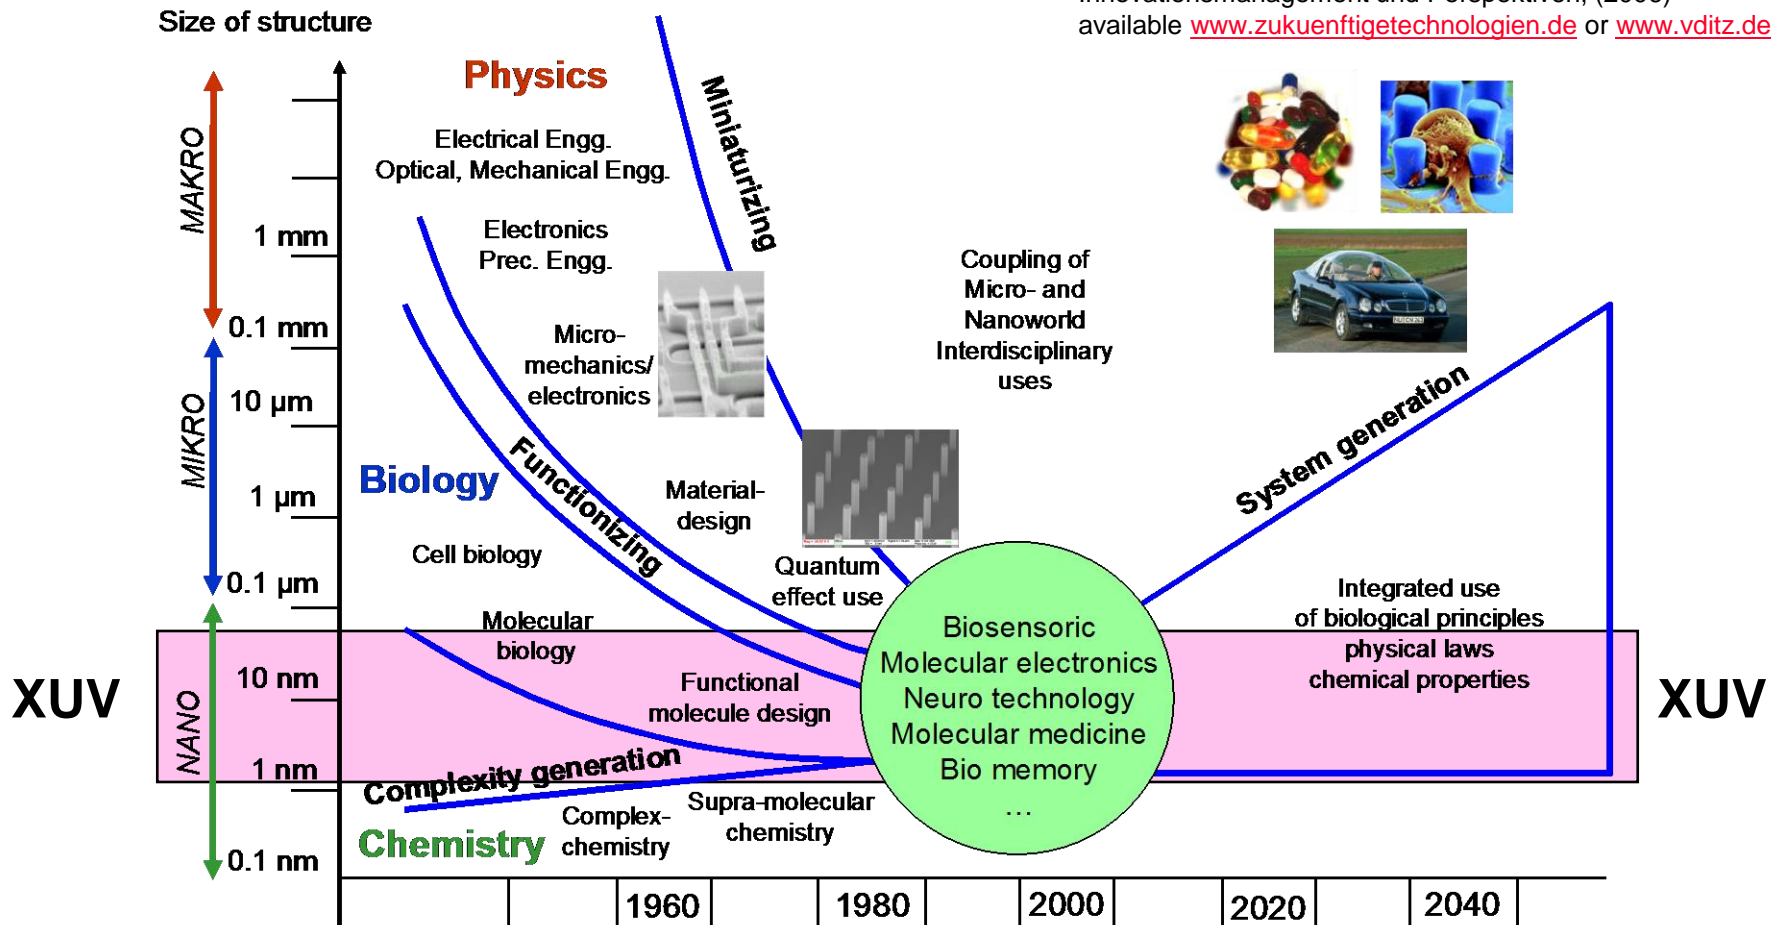 Innovationsmanagement und Perspektiven, (2003)
available www.zukuenftigetechnologien.de or www.vditz.de
Size of structure
Physics
Electrical Engg.
Optical, Mechanical Engg.
Miniaturizing
MAKRO
1 mm
Electronics
Prec. Engg.
Coupling of
Micro- and
Nanoworld
Interdisciplinary
uses
0.1 mm
Micro-
mechanics/
electronics
MIKRO
10 µm
Functionizing
System generation
Biology
1 µm
Material-
design
Cell biology
0.1 µm
Quantum
effect use
Integrated use
of biological principles
physical laws
chemical properties
Molecular
biology
XUV
NANO
10 nm
Functional
molecule design
Biosensoric
Molecular electronics
Neuro technology
Molecular medicine
Bio memory
...
XUV
1 nm
Complexity generation
Supra-molecular
chemistry
Complex-
chemistry
Chemistry
0.1 nm
1960
1980
2000
2020
2040